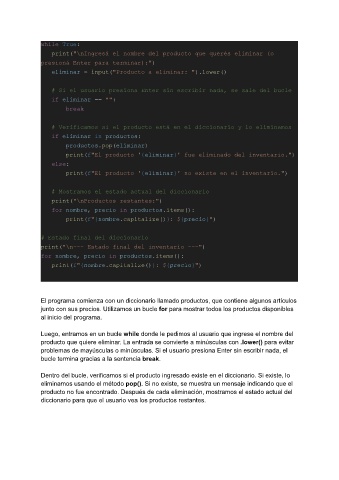 while True:
print("\nIngresá el nombre del producto que querés eliminar (o
presioná Enter para terminar):")
eliminar = input("Producto a eliminar: ").lower()
# Si el usuario presiona enter sin escribir nada, se sale del bucle
if eliminar == "":
break
# Verificamos si el producto está en el diccionario y lo eliminamos
if eliminar in productos:
productos.pop(eliminar)
print(f"El producto '{eliminar}' fue eliminado del inventario.")
else:
print(f"El producto '{eliminar}' no existe en el inventario.")
# Mostramos el estado actual del diccionario
print("\nProductos restantes:")
for nombre, precio in productos.items():
print(f"{nombre.capitalize()}: ${precio}")
# Estado final del diccionario
print("\n--- Estado final del inventario ---")
for nombre, precio in productos.items():
print(f"{nombre.capitalize()}: ${precio}")
El programa comienza con un diccionario llamado productos, que contiene algunos artículos
junto con sus precios. Utilizamos un bucle for para mostrar todos los productos disponibles
al inicio del programa.
Luego, entramos en un bucle while donde le pedimos al usuario que ingrese el nombre del
producto que quiere eliminar. La entrada se convierte a minúsculas con .lower() para evitar
problemas de mayúsculas o minúsculas. Si el usuario presiona Enter sin escribir nada, el
bucle termina gracias a la sentencia break.
Dentro del bucle, verificamos si el producto ingresado existe en el diccionario. Si existe, lo
eliminamos usando el método pop(). Si no existe, se muestra un mensaje indicando que el
producto no fue encontrado. Después de cada eliminación, mostramos el estado actual del
diccionario para que el usuario vea los productos restantes.